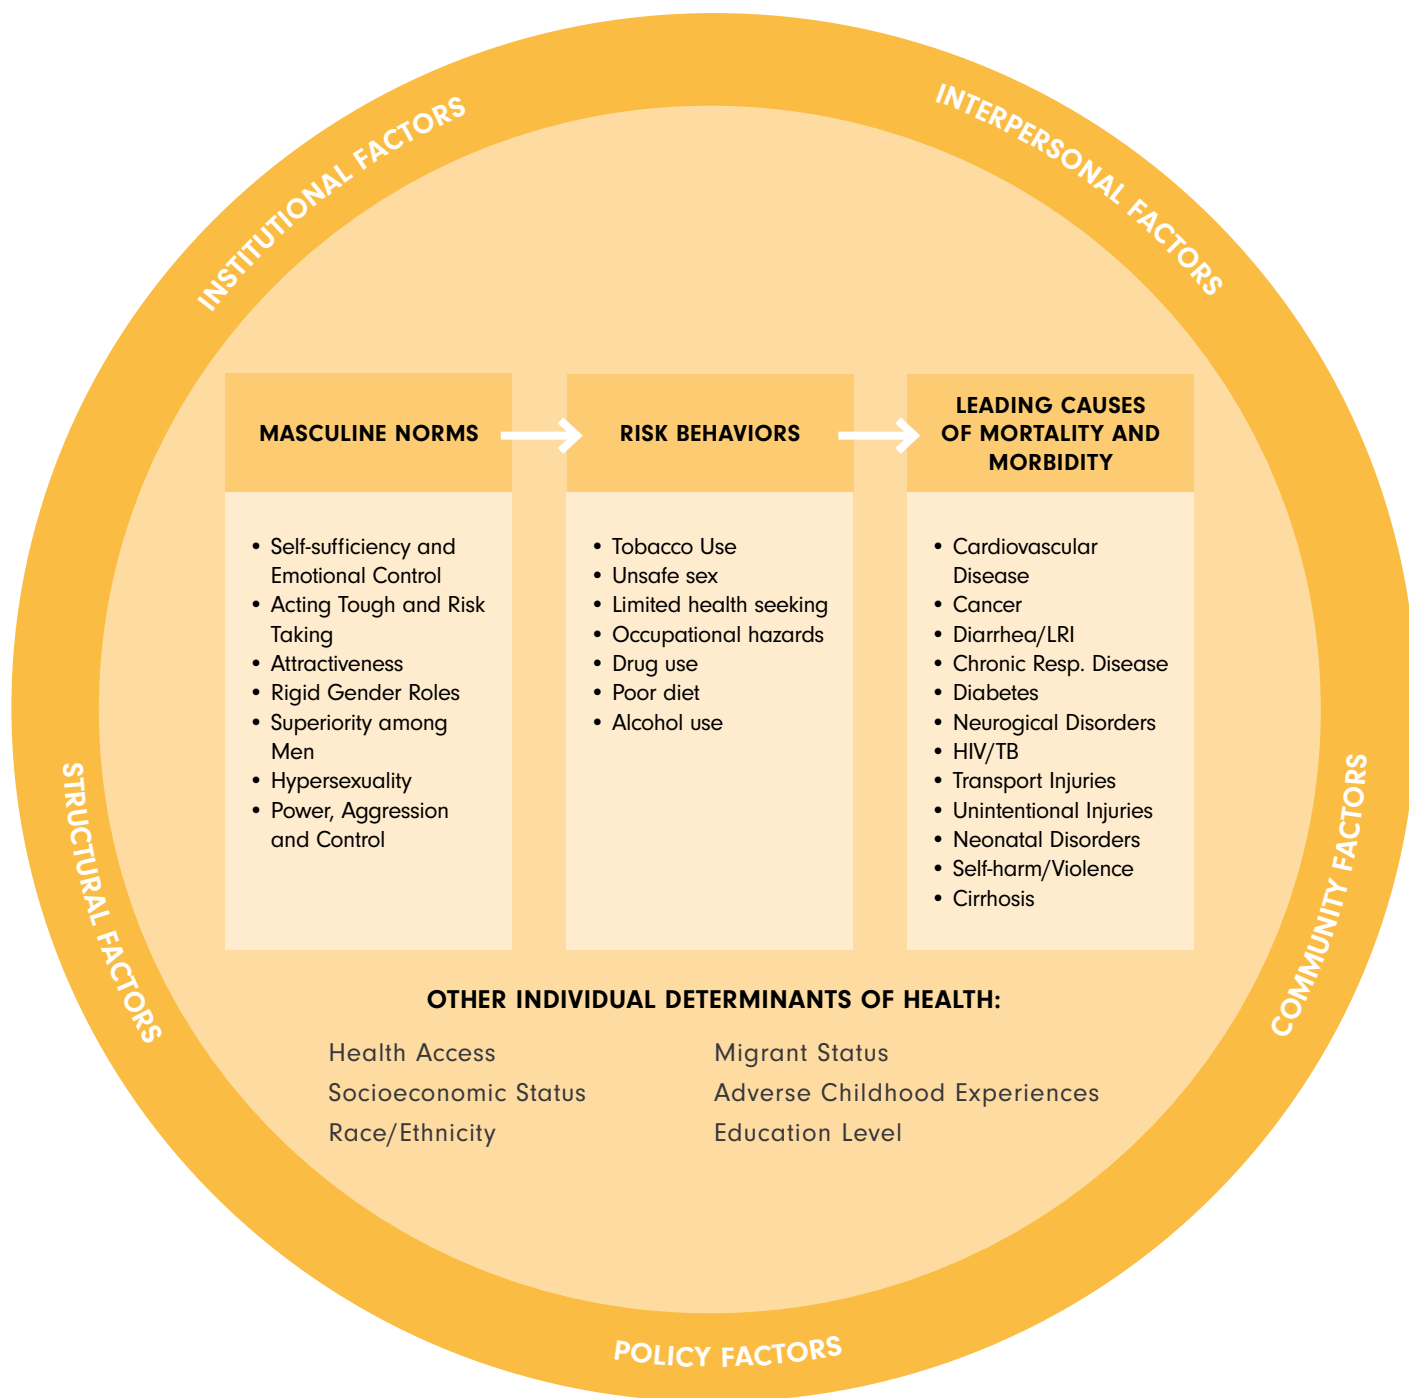 INSTITUTIONAL FACTORS
INTERPERSONAL FACTORS
MASCULINE NORMS
• Self-sufficiency and
Emotional Control
• Acting Tough and Risk
Taking
• Attractiveness
• Rigid Gender Roles
• Superiority among
Men
• Hypersexuality
• Power, Aggression
and Control
RISK BEHAVIORS
• Tobacco Use
• Unsafe sex
• Limited health seeking
• Occupational hazards
• Drug use
• Poor diet
• Alcohol use
LEADING CAUSES
OF MORTALITY AND
MORBIDITY
• Cardiovascular
Disease
• Cancer
• Diarrhea/LRI
• Chronic Resp. Disease
• Diabetes
• Neurogical Disorders
• HIV/TB
• Transport Injuries
• Unintentional Injuries
• Neonatal Disorders
• Self-harm/Violence
• Cirrhosis
STRUCTURAL FACTORS
COMMUNITY FACTORS
OTHER INDIVIDUAL DETERMINANTS OF HEALTH:
Health Access
Socioeconomic Status
Race/Ethnicity
Migrant Status
Adverse Childhood Experiences
Education Level
POLICY FACTORS